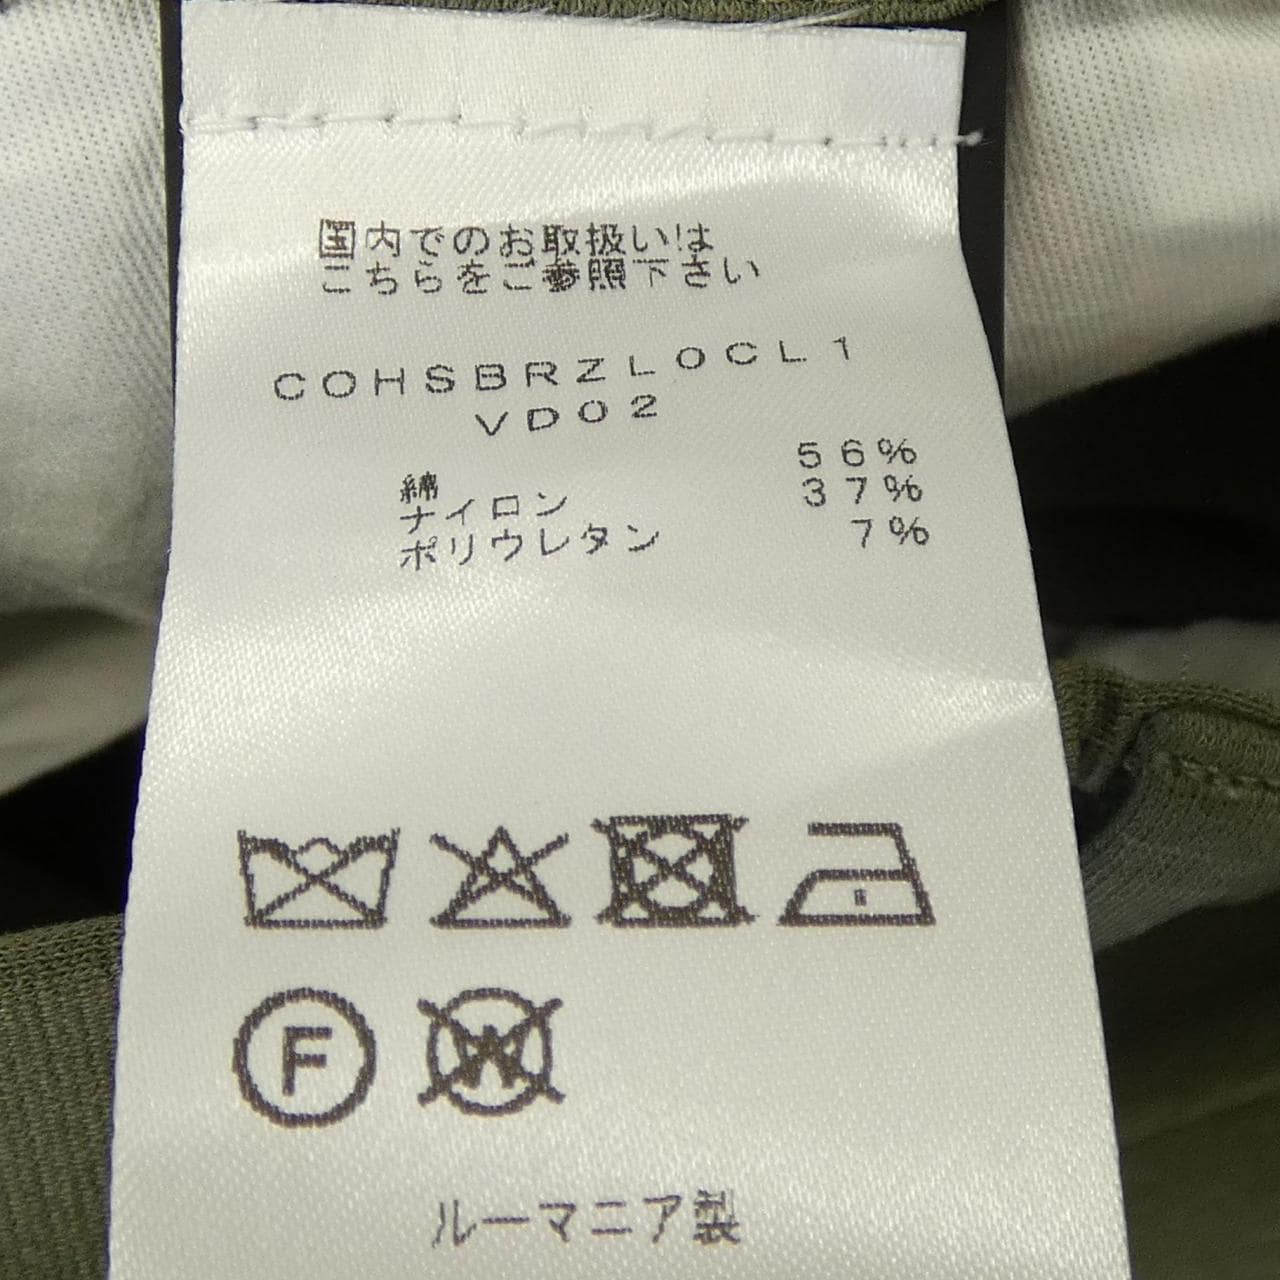 国内でのお取扱いは
こちらをご参照下さい
COHSBRZLOCL1
VD02
綿 56%
ナイロン 37%
ポリウレタン 7%
F
W
ルーマニア製